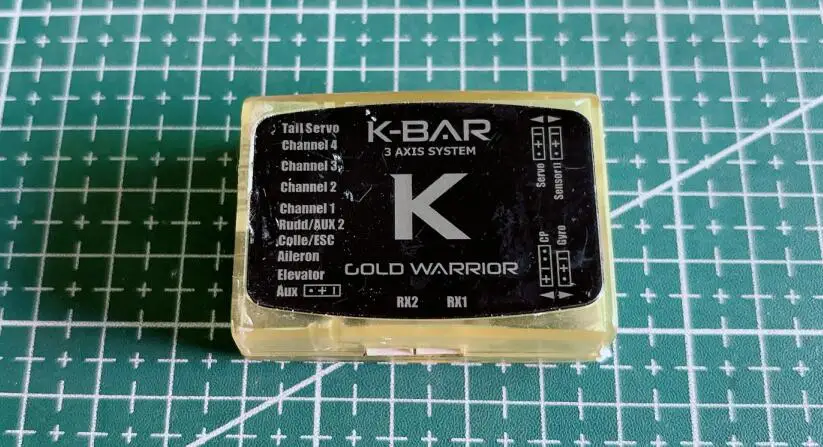 Tail Servo
Channel 4
Channel 3
Channel 2
Channel 1
Rudd/AUX 2
Colle/ESC
Aileron
Elevator
Aux
K-BAR
3 AXIS SYSTEM
K
GOLD WARRIOR
RX2 RX1
Servo
Sensor II
CP
Gyro